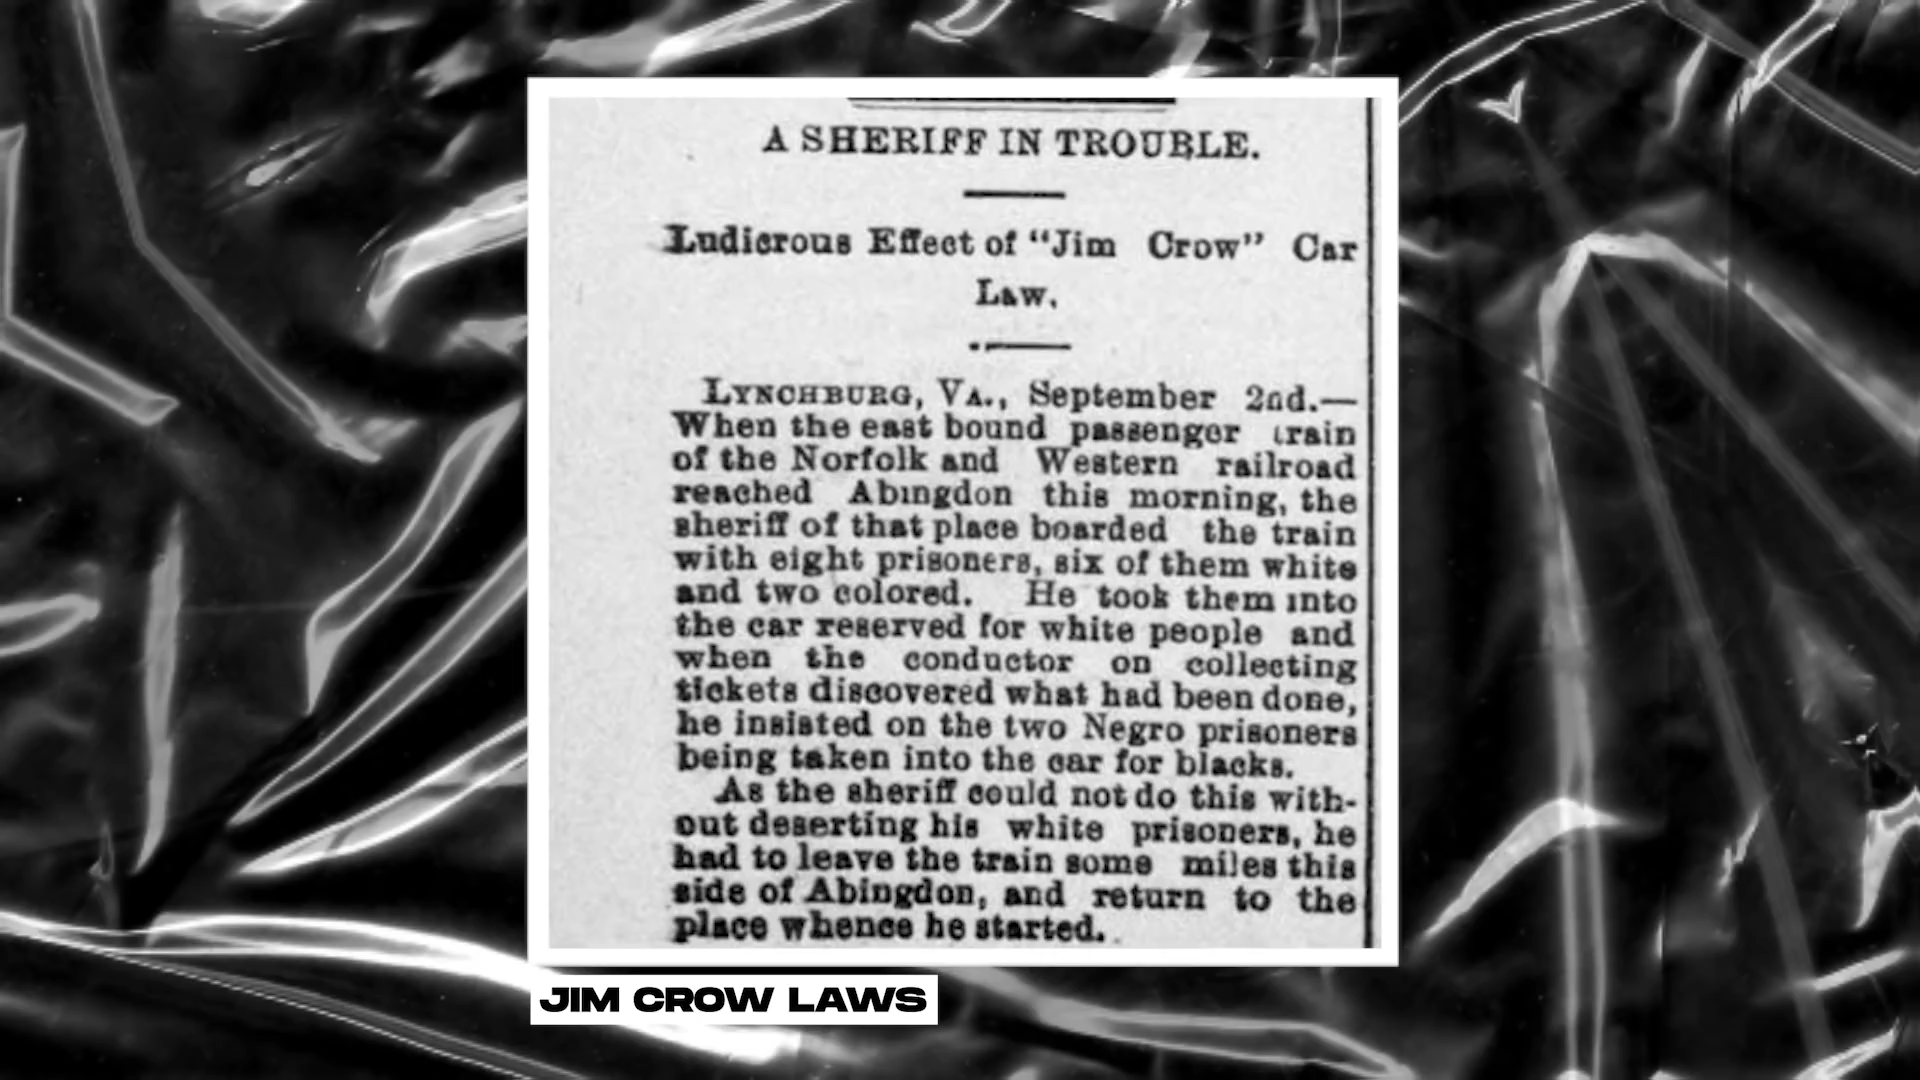 A SHERIFF IN TROUBLE.
Ludicrous Effect of “Jim Crow” Car
Law.
LYNCHBURG, VA., September 2nd.—
When the east bound passenger train
of the Norfolk and Western railroad
reached Abingdon this morning, the
sheriff of that place boarded the train
with eight prisoners, six of them white
and two colored. He took them into
the car reserved for white people and
when the conductor on collecting
tickets discovered what had been done,
he insisted on the two Negro prisoners
being taken into the car for blacks.
As the sheriff could not do this with-
out deserting his white prisoners, he
had to leave the train some miles this
side of Abingdon, and return to the
place whence he started.
JIM CROW LAWS